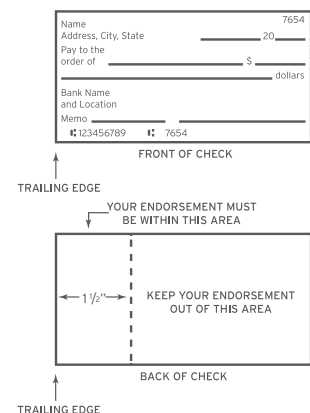 Name 7654
Address, City, State 20
Pay to the
order of $
dollars
Bank Name
and Location
Memo
⑆123456789 ⑆ 7654
FRONT OF CHECK
TRAILING EDGE
YOUR ENDORSEMENT MUST
BE WITHIN THIS AREA
1 1/2"
KEEP YOUR ENDORSEMENT
OUT OF THIS AREA
BACK OF CHECK
TRAILING EDGE